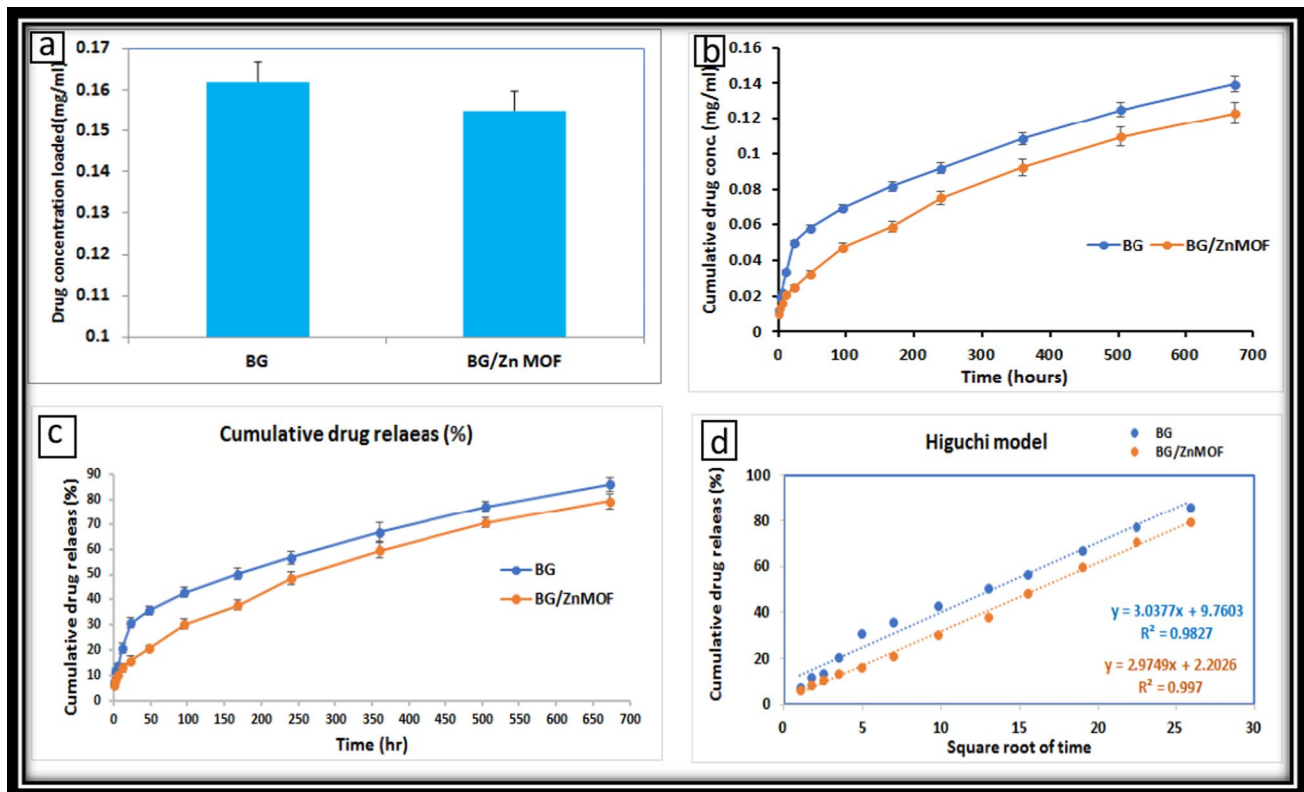 a
Drug concentration loaded(mg/ml)
0.17
0.16
0.15
0.14
0.13
0.12
0.11
0.1
BG
BG/Zn MOF
b
Cumulative drug conc. (mg/ml)
0.16
0.14
0.12
0.1
0.08
0.06
0.04
0.02
0
BG
BG/ZnMOF
0
100
200
300
400
500
600
700
Time (hours)
c
Cumulative drug relaeas (%)
Cumulative drug relaeas (%)
90
80
70
60
50
40
30
20
10
0
BG
BG/ZnMOF
0
50
100
150
200
250
300
350
400
450
500
550
600
650
700
Time (hr)
d
Higuchi model
BG
BG/ZnMOF
Cumulative drug relaeas (%)
100
80
60
40
20
0
y = 3.0377x + 9.7603
R² = 0.9827
y = 2.9749x + 2.2026
R² = 0.997
0
5
10
15
20
25
30
Square root of time